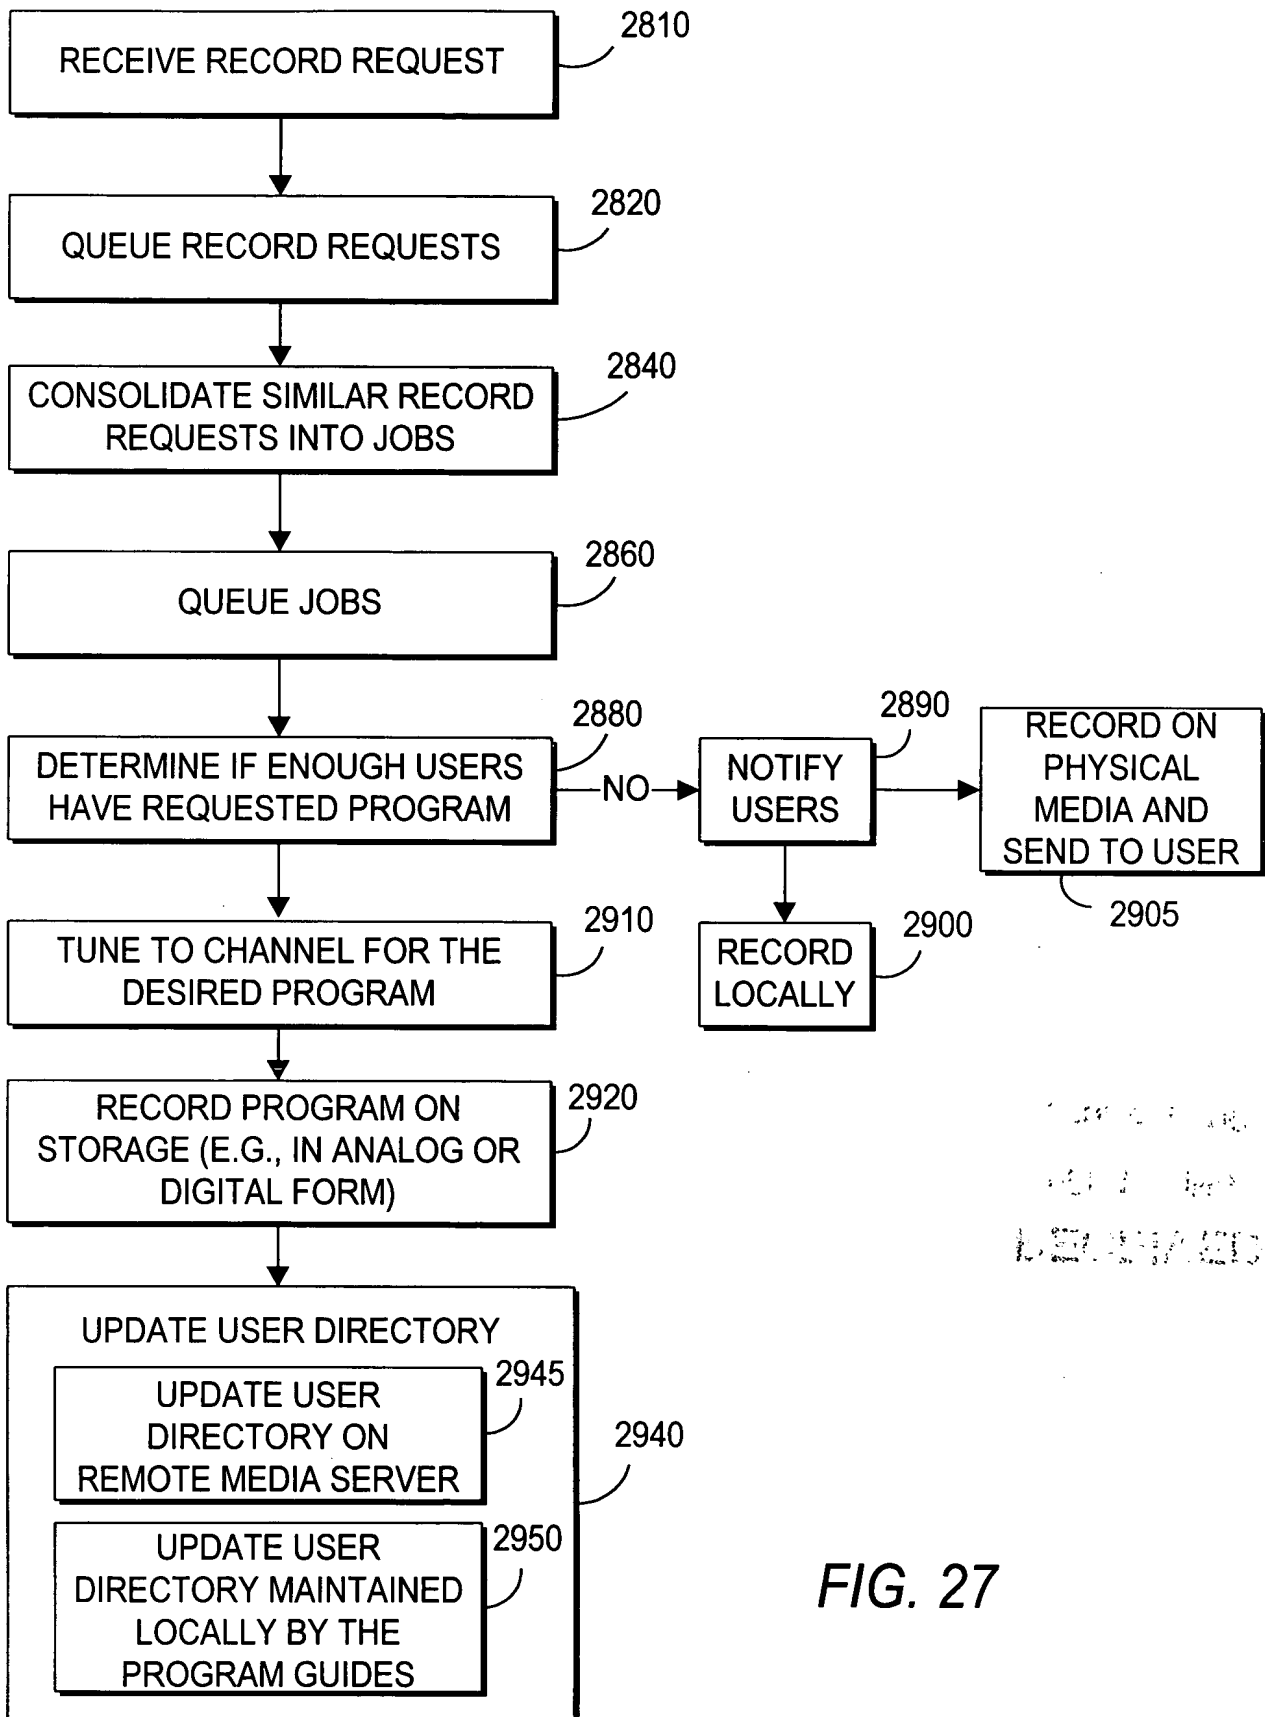 RECEIVE RECORD REQUEST
2810
QUEUE RECORD REQUESTS
2820
CONSOLIDATE SIMILAR RECORD
REQUESTS INTO JOBS
2840
QUEUE JOBS
2860
DETERMINE IF ENOUGH USERS
HAVE REQUESTED PROGRAM
2880
NO
NOTIFY
USERS
2890
RECORD ON
PHYSICAL
MEDIA AND
SEND TO USER
2905
RECORD
LOCALLY
2900
TUNE TO CHANNEL FOR THE
DESIRED PROGRAM
2910
RECORD PROGRAM ON
STORAGE (E.G., IN ANALOG OR
DIGITAL FORM)
2920
UPDATE USER DIRECTORY
2940
UPDATE USER
DIRECTORY ON
REMOTE MEDIA SERVER
2945
UPDATE USER
DIRECTORY MAINTAINED
LOCALLY BY THE
PROGRAM GUIDES
2950
FIG. 27